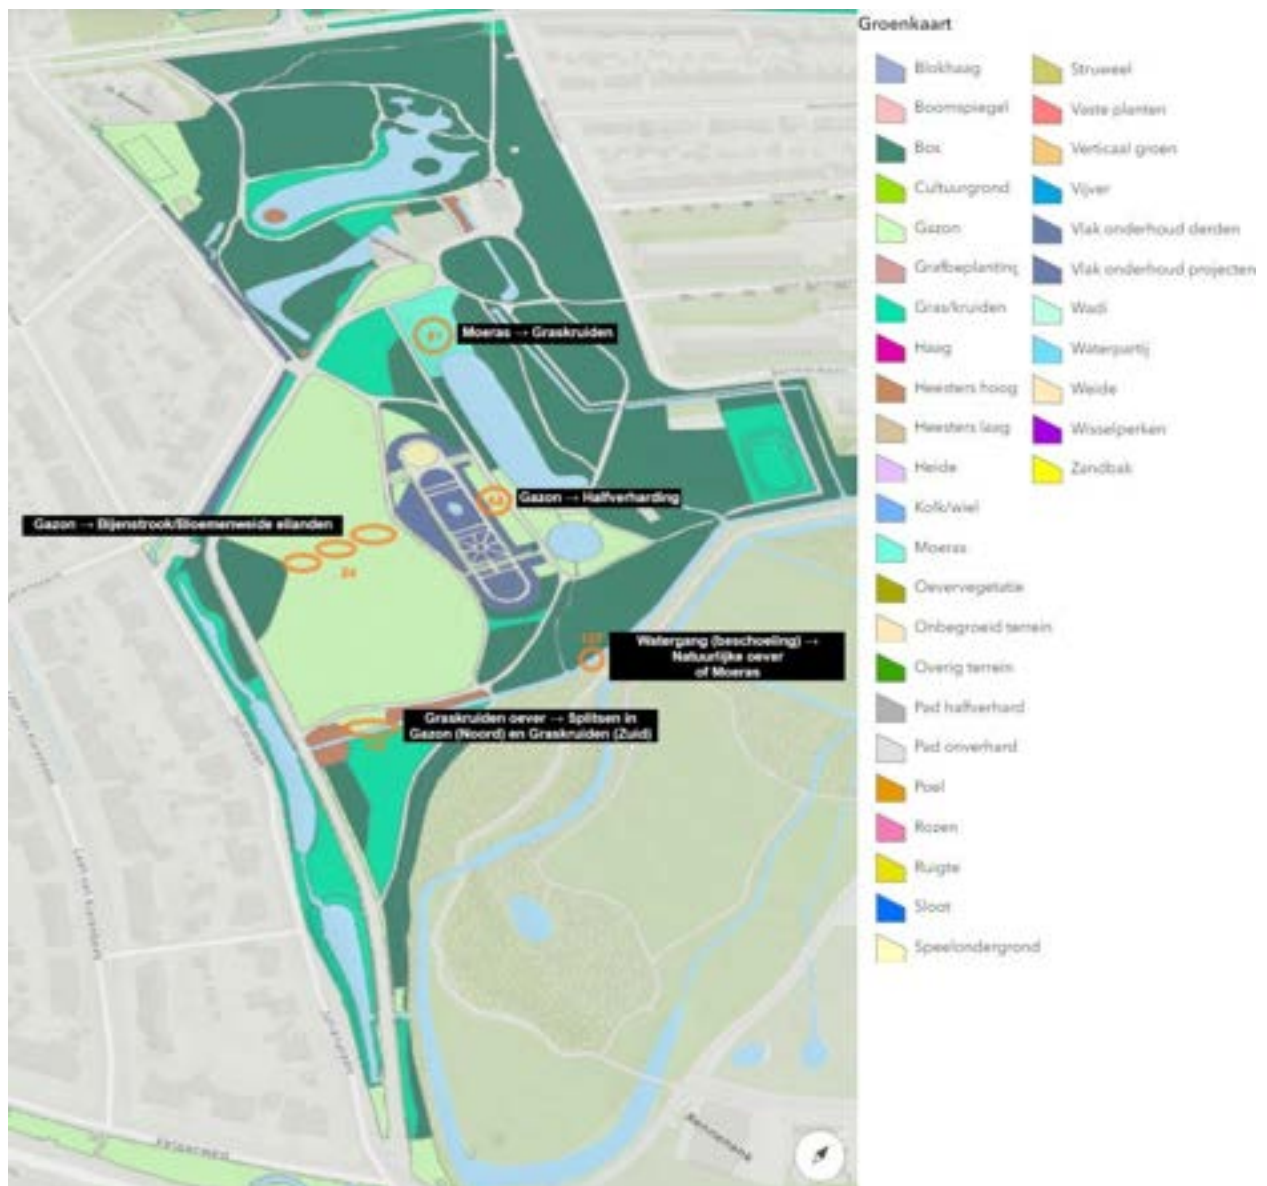 Groenkaart
Blokhaag
Boomspiegel
Bos
Cultuurgrond
Gazon
Grafbeplanting
Gras/kruiden
Haag
Heesters hoog
Heesters laag
Heide
Kolk/wiel
Moeras
Oevervegetatie
Onbegroeid terrein
Overig terrein
Pad halfverhard
Pad onverhard
Poel
Rozen
Ruigte
Sloot
Speelondergrond
Struweel
Vaste planten
Verticaal groen
Vijver
Vlak onderhoud derden
Vlak onderhoud projecten
Wadi
Waterpartij
Weide
Wisselperken
Zandbak
Moeras → Graskruiden
Gazon → Halfverharding
Gazon → Bijenstrook/Bloemenweide eilanden
Watergang (beschoeiing) →
Natuurlijke oever
of Moeras
Graskruiden oever → Splitsen in
Gazon (Noord) en Graskruiden (Zuid)